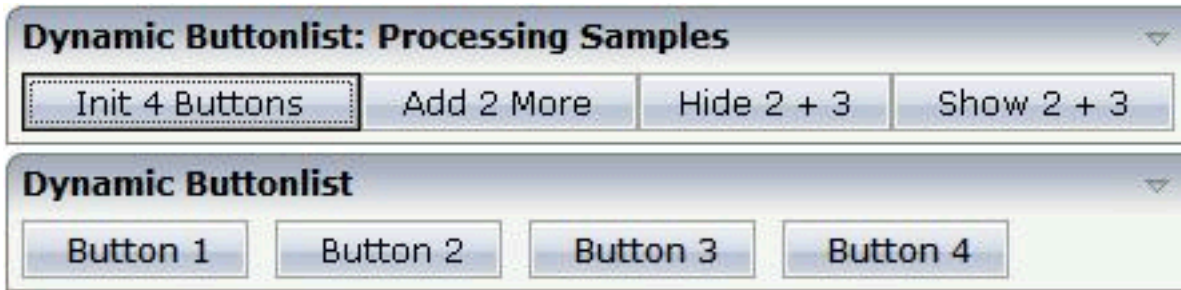 Dynamic Buttonlist: Processing Samples
Init 4 Buttons Add 2 More Hide 2 + 3 Show 2 + 3
Dynamic Buttonlist
Button 1 Button 2 Button 3 Button 4